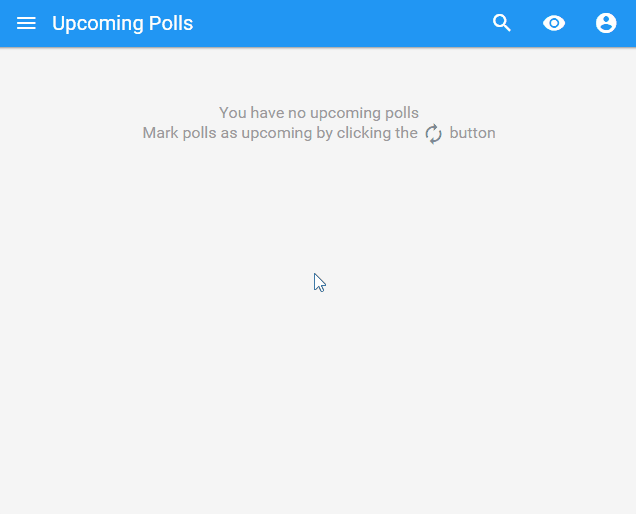 Upcoming Polls
You have no upcoming polls
Mark polls as upcoming by clicking the button